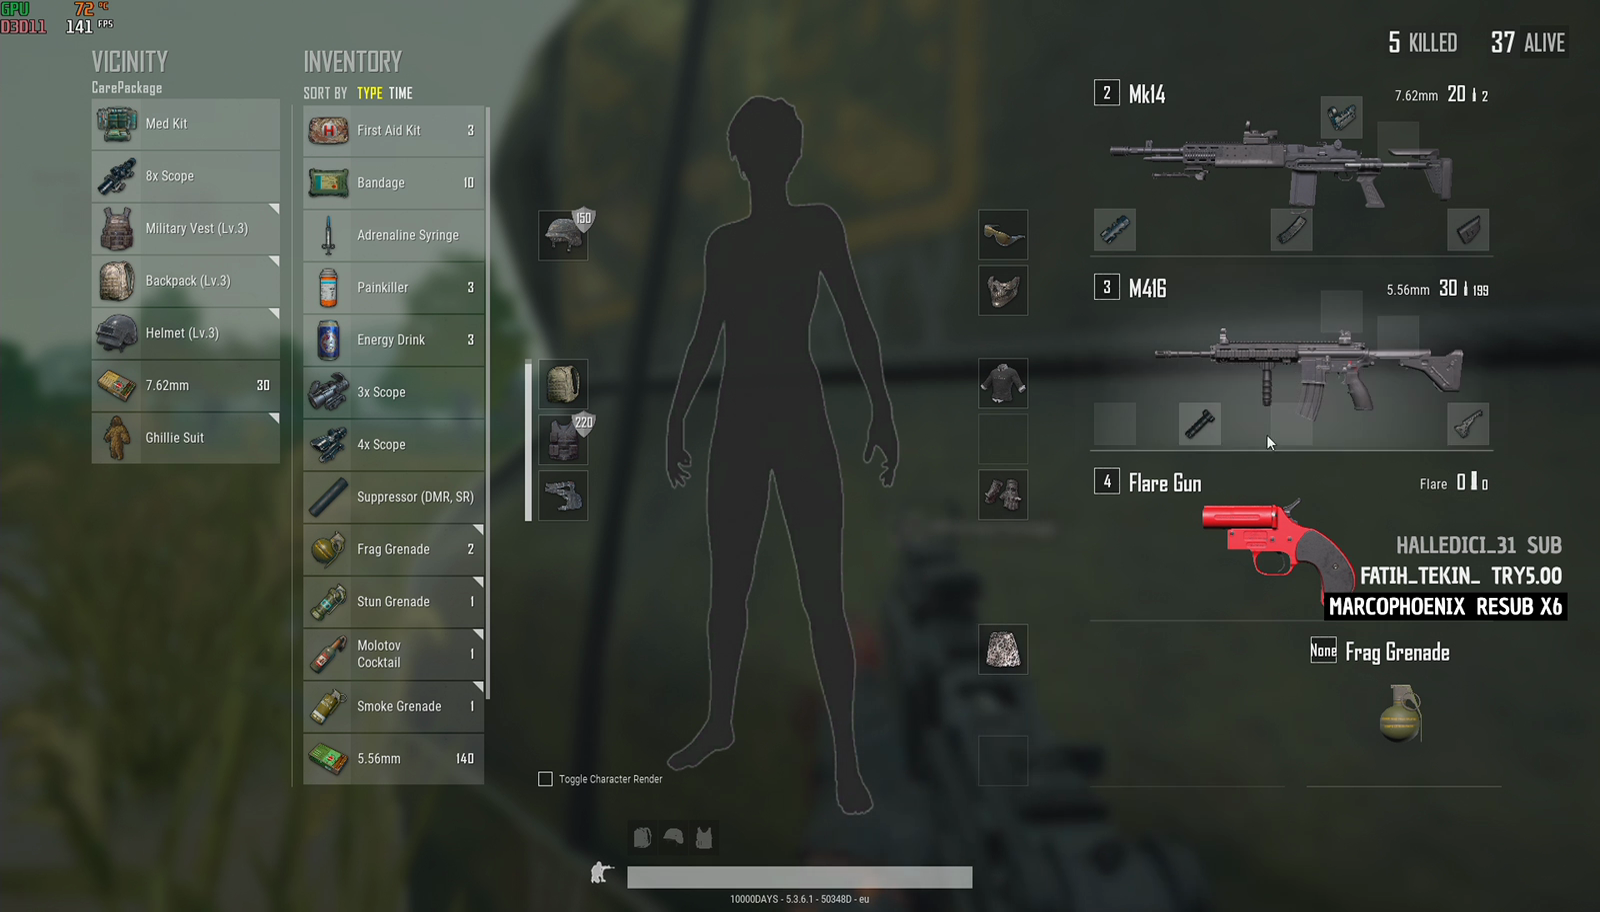 GPU 72 °C
D3D11 141 FPS
5 KILLED 37 ALIVE
VICINITY
CarePackage
Med Kit
8x Scope
Military Vest (Lv.3)
Backpack (Lv.3)
Helmet (Lv.3)
7.62mm 30
Ghillie Suit
INVENTORY
SORT BY TYPE TIME
First Aid Kit 3
Bandage 10
Adrenaline Syringe
Painkiller 3
Energy Drink 3
3x Scope
4x Scope
Suppressor (DMR, SR)
Frag Grenade 2
Stun Grenade 1
Molotov
Cocktail 1
Smoke Grenade 1
5.56mm 140
150
220
Toggle Character Render
2 Mk14 7.62mm 20 2
3 M416 5.56mm 30 199
4 Flare Gun Flare 0 0
HALLEDICI_31 SUB
FATIH_TEKIN_ TRY5.00
MARCOPHOENIX RESUB X6
None Frag Grenade
10000DAYS - 5.3.6.1 - 50348D - eu